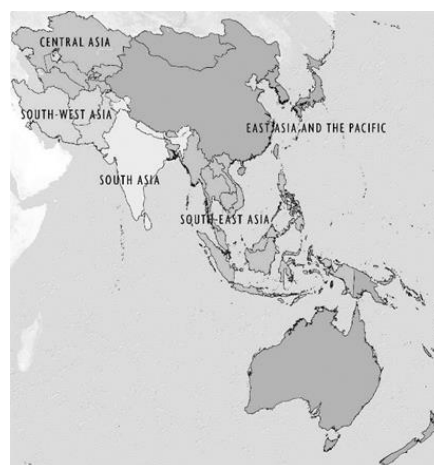 CENTRAL ASIA
SOUTH-WEST ASIA
EAST ASIA AND THE PACIFIC
SOUTH ASIA
SOUTH-EAST ASIA